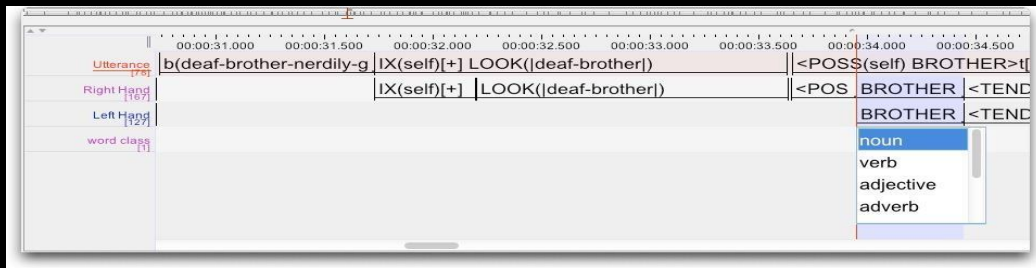 00:00:31.000 00:00:31.500 00:00:32.000 00:00:32.500 00:00:33.000 00:00:33.500 00:00:34.000 00:00:34.500
Utterance [78] b(deaf-brother-nerdily-g IX(self)[+] LOOK(|deaf-brother|) <POSS(self) BROTHER>t[
Right Hand [167] IX(self)[+] LOOK(|deaf-brother|) <POS BROTHER <TEND
Left Hand [127] BROTHER <TEND
word class [1]
noun
verb
adjective
adverb